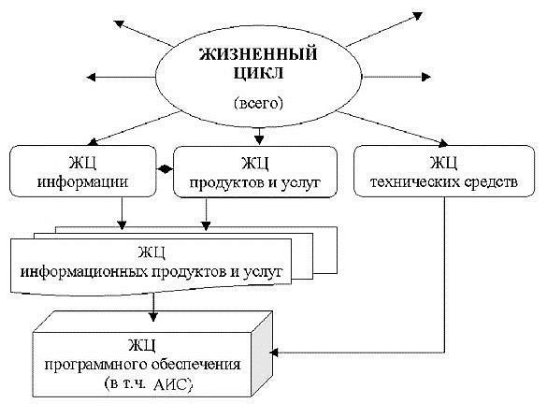 ЖИЗНЕННЫЙ
ЦИКЛ
(всего)
ЖЦ
информации
ЖЦ
продуктов и услуг
ЖЦ
технических средств
ЖЦ
информационных продуктов и услуг
ЖЦ
программного обеспечения
(в т.ч. АИС)